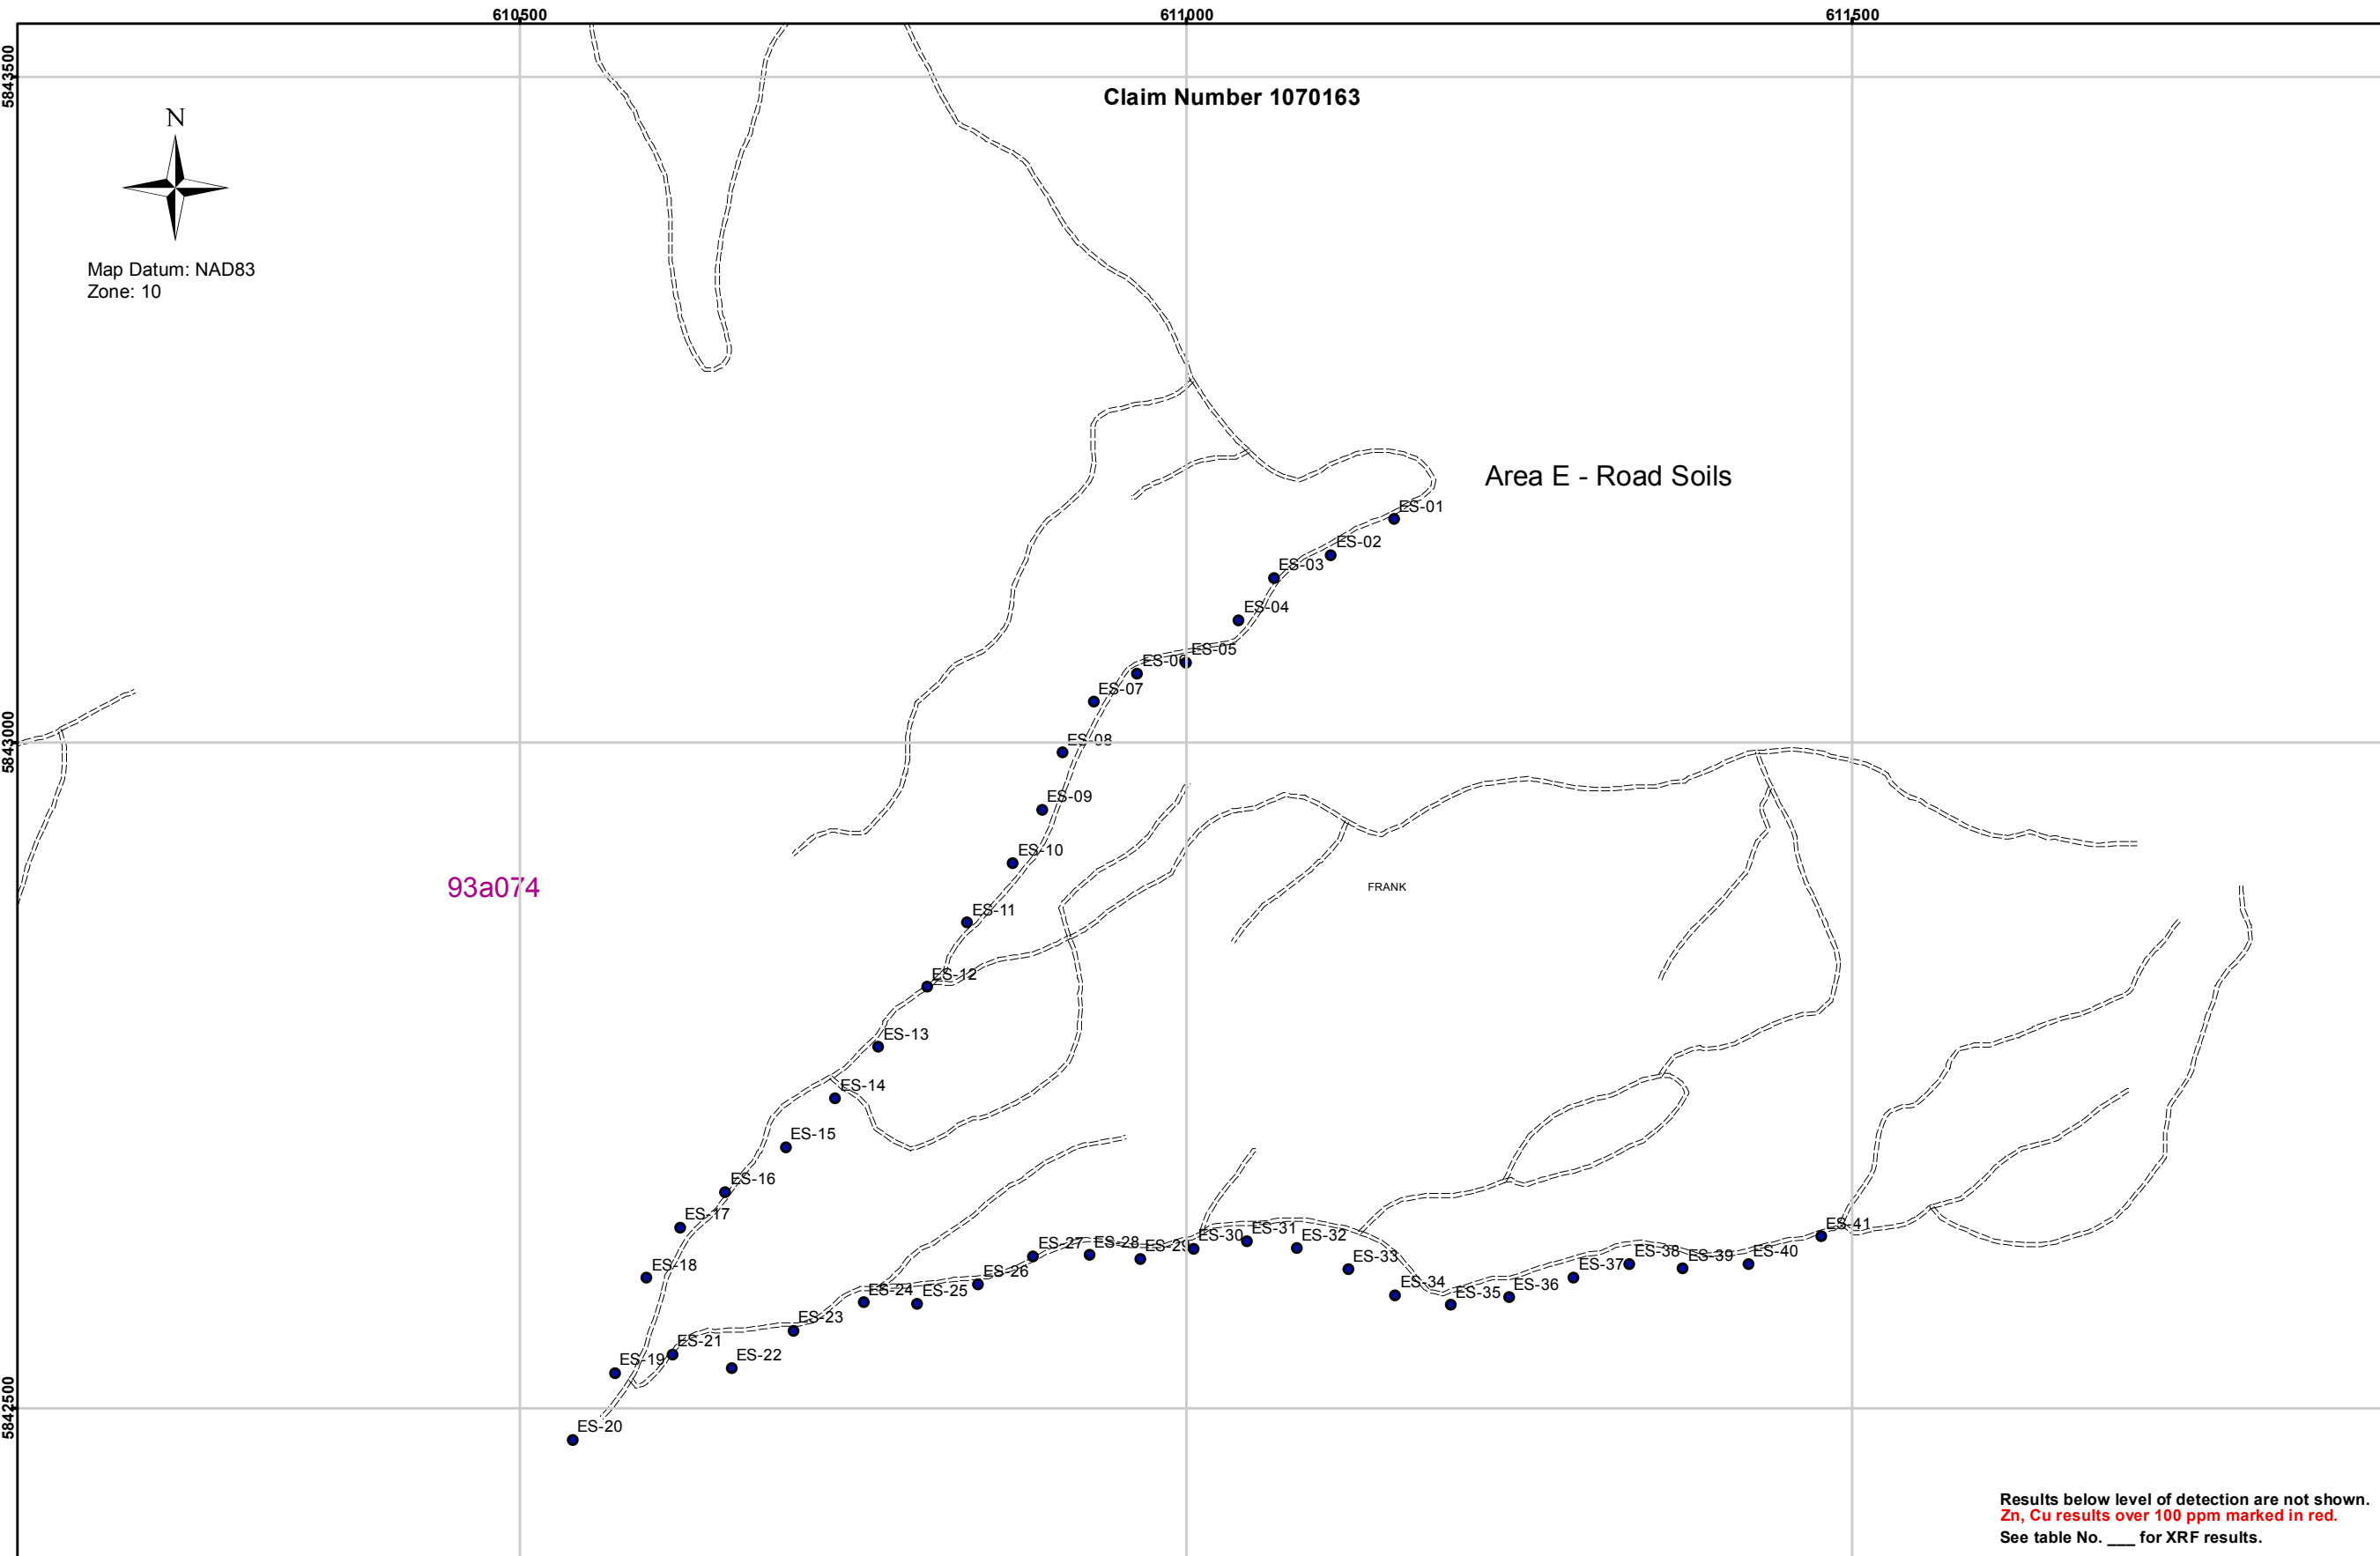 610500
611000
611500
5843500
Claim Number 1070163
N
Map Datum: NAD83
Zone: 10
Area E - Road Soils
ES-01
ES-02
ES-03
ES-04
ES-05
ES-06
ES-07
5843000
ES-08
ES-09
ES-10
93a074
FRANK
ES-11
ES-12
ES-13
ES-14
ES-15
ES-16
ES-17
ES-18
ES-19
ES-20
ES-21
ES-22
ES-23
ES-24
ES-25
ES-26
ES-27
ES-28
ES-29
ES-30
ES-31
ES-32
ES-33
ES-34
ES-35
ES-36
ES-37
ES-38
ES-39
ES-40
ES-41
5842500
Results below level of detection are not shown.
Zn, Cu results over 100 ppm marked in red.
See table No. ___ for XRF results.